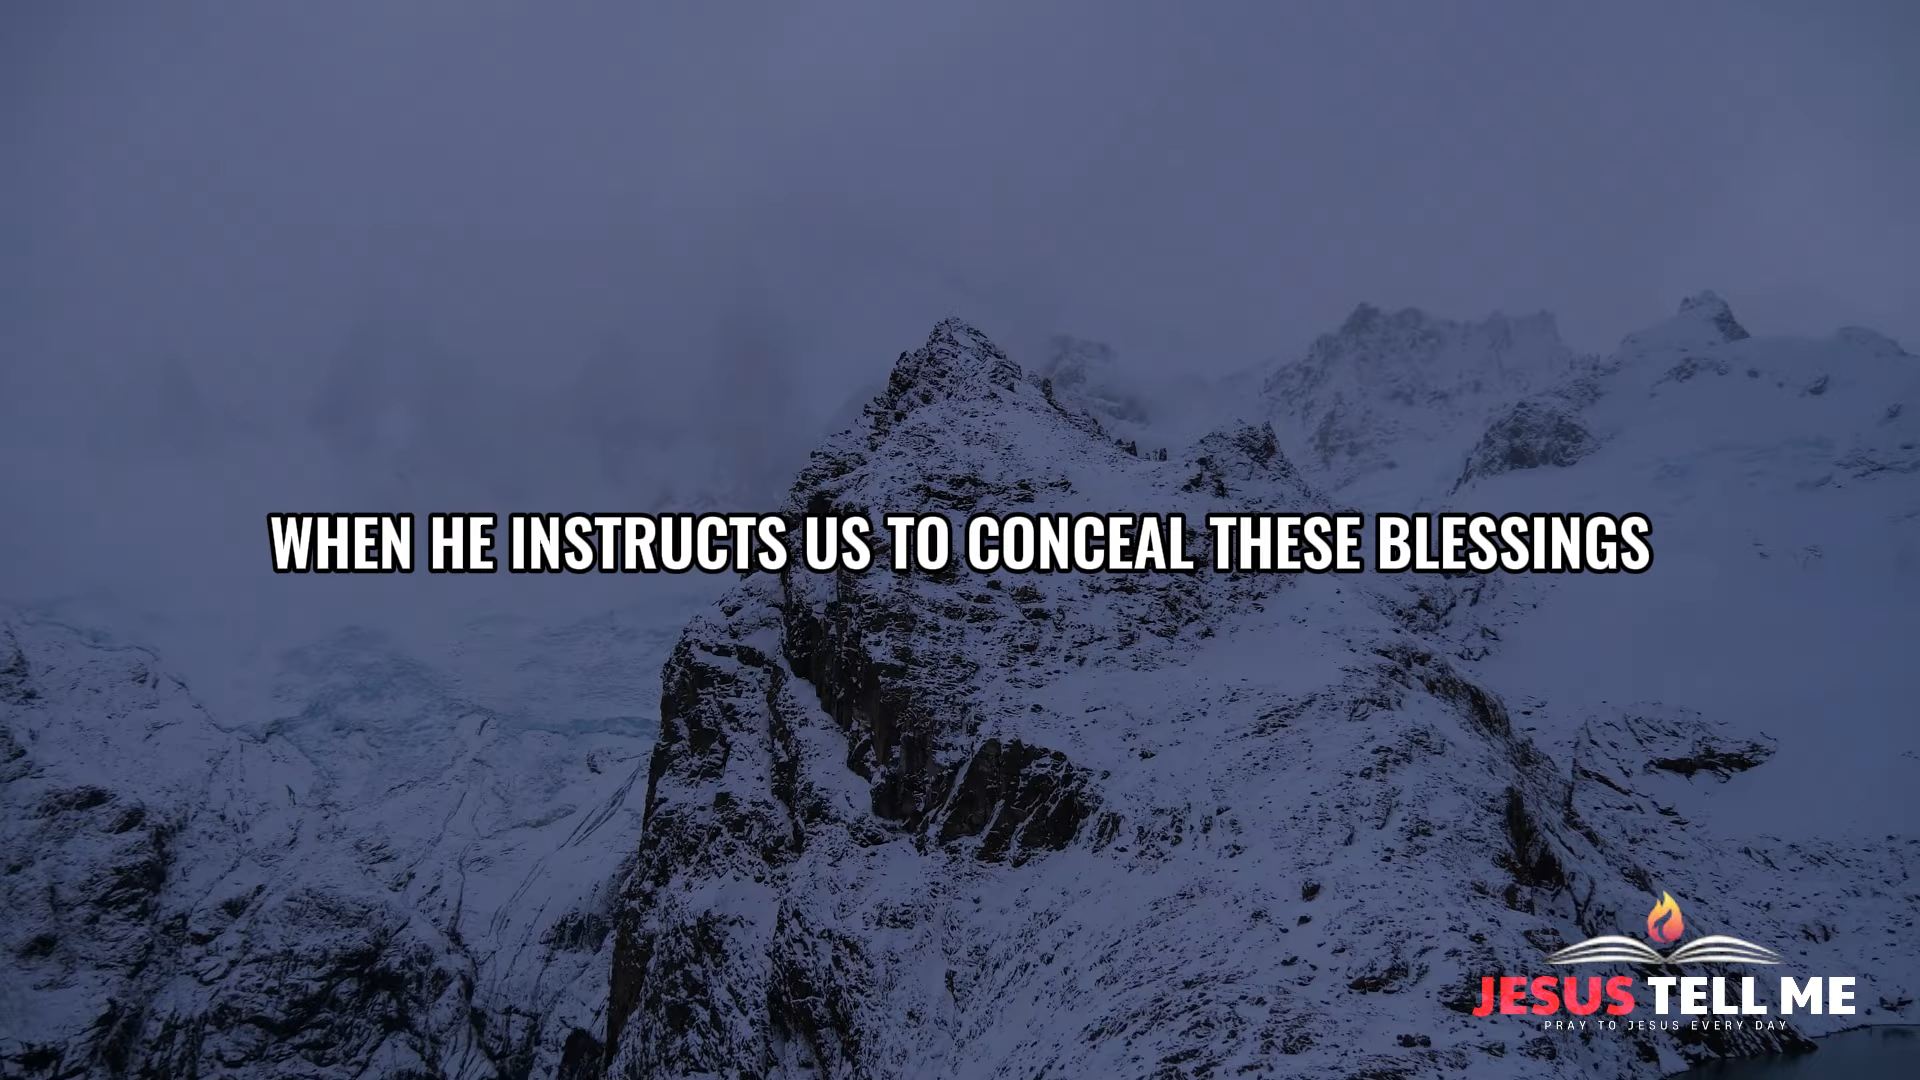 WHEN HE INSTRUCTS US TO CONCEAL THESE BLESSINGS
JESUS TELL ME
PRAY TO JESUS EVERY DAY